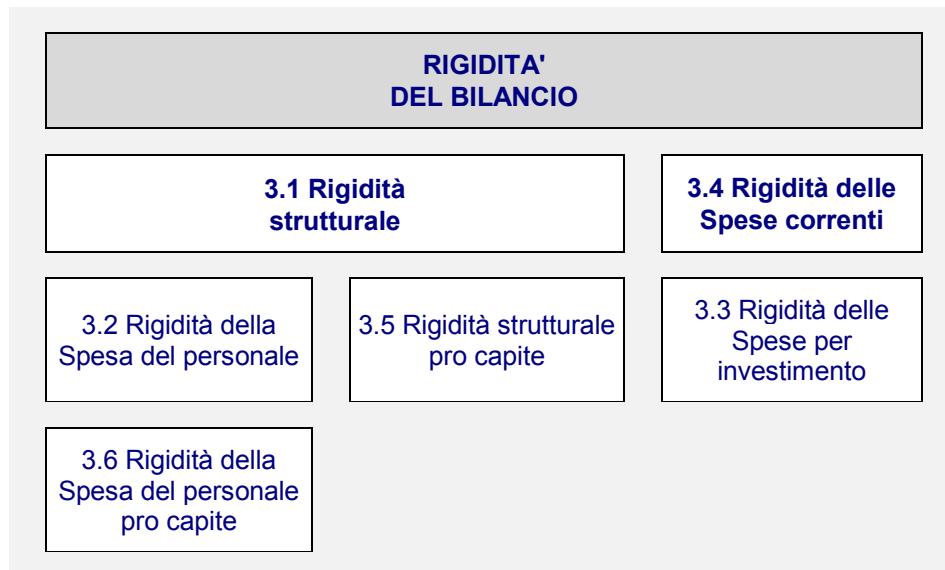 RIGIDITA'
DEL BILANCIO
3.1 Rigidità
strutturale
3.4 Rigidità delle
Spese correnti
3.2 Rigidità della
Spesa del personale
3.5 Rigidità strutturale
pro capite
3.3 Rigidità delle
Spese per
investimento
3.6 Rigidità della
Spesa del personale
pro capite